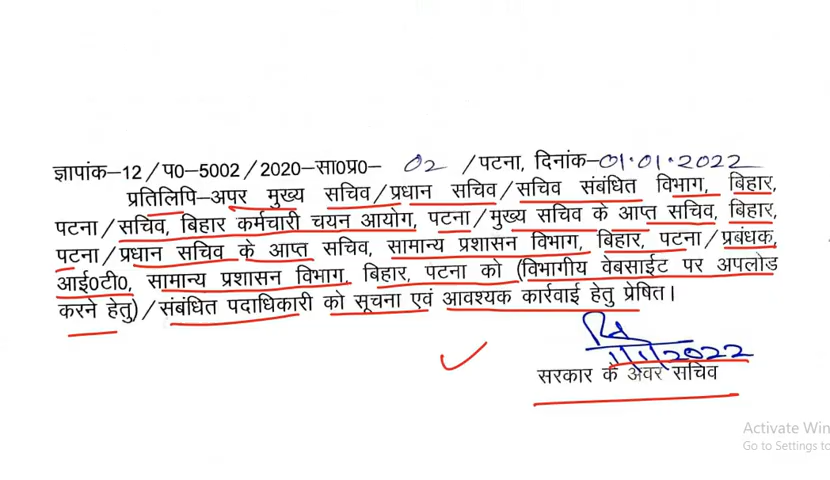 ज्ञापांक–12/प0–5002/2020–सा0प्र0– 02 /पटना, दिनांक–01.01.2022
प्रतिलिपि–अपर मुख्य सचिव/प्रधान सचिव/सचिव संबंधित विभाग, बिहार,
पटना/सचिव, बिहार कर्मचारी चयन आयोग, पटना/मुख्य सचिव के आप्त सचिव, बिहार,
पटना/प्रधान सचिव के आप्त सचिव, सामान्य प्रशासन विभाग, बिहार, पटना/प्रबंधक,
आई0टी0, सामान्य प्रशासन विभाग, बिहार, पटना को (विभागीय वेबसाईट पर अपलोड
करने हेतु)/संबंधित पदाधिकारी को सूचना एवं आवश्यक कार्रवाई हेतु प्रेषित।
1/1/2022
सरकार के अवर सचिव
Activate Win
Go to Settings to